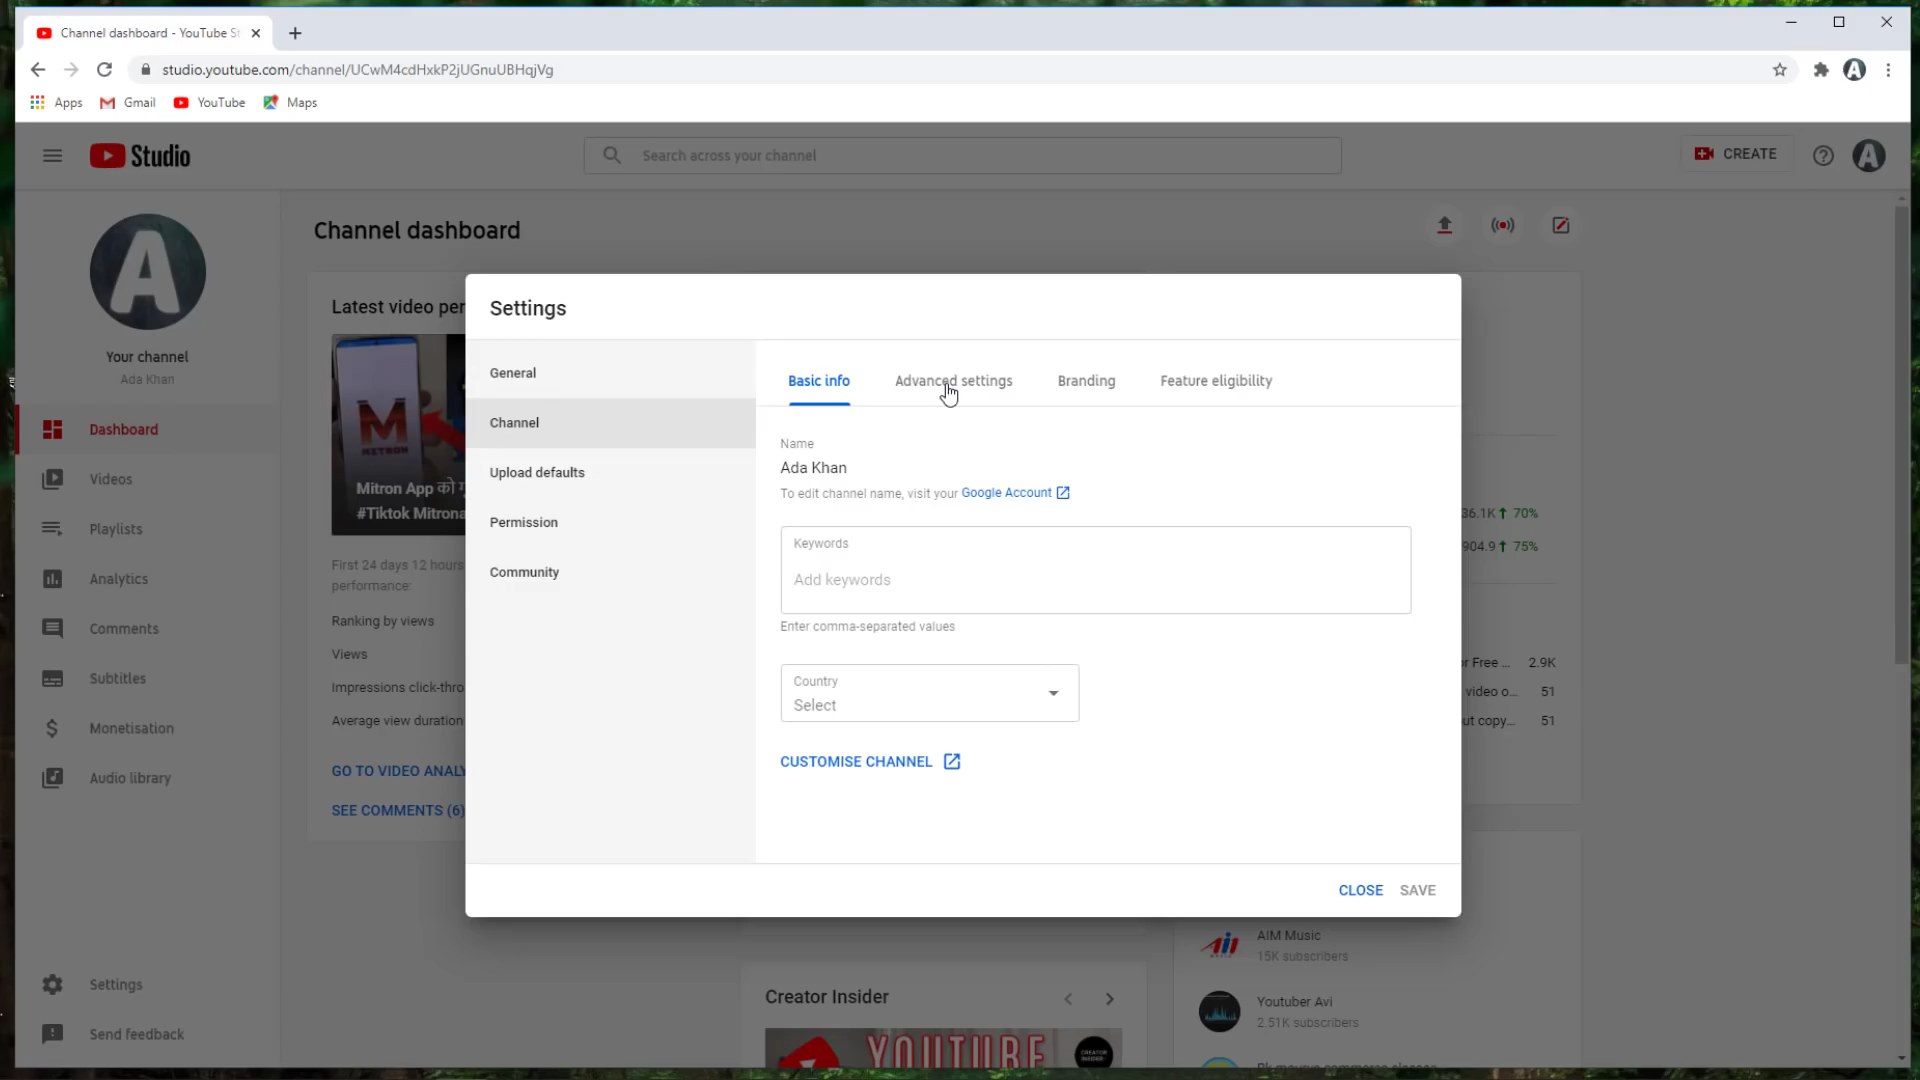 Channel dashboard - YouTube St
studio.youtube.com/channel/UCwM4cdHxkP2jUGnuUBHqjVg
Apps
Gmail
YouTube
Maps
Studio
Search across your channel
CREATE
A
Your channel
Ada Khan
Dashboard
Videos
Playlists
Analytics
Comments
Subtitles
Monetisation
Audio library
Settings
Send feedback
Channel dashboard
Latest video per
MITRON
Mitron App को
#Tiktok Mitrona
First 24 days 12 hours
performance:
Ranking by views
Views
Impressions click-thro
Average view duration
GO TO VIDEO ANALY
SEE COMMENTS (6)
Settings
General
Channel
Upload defaults
Permission
Community
Basic info
Advanced settings
Branding
Feature eligibility
Name
Ada Khan
To edit channel name, visit your Google Account
Keywords
Add keywords
Enter comma-separated values
Country
Select
CUSTOMISE CHANNEL
CLOSE
SAVE
36.1K 70%
904.9 75%
or Free ... 2.9K
video o... 51
ut copy... 51
Creator Insider
YOUTUBE
CREATOR
INSIDER
AIM Music
15K subscribers
Youtuber Avi
2.51K subscribers